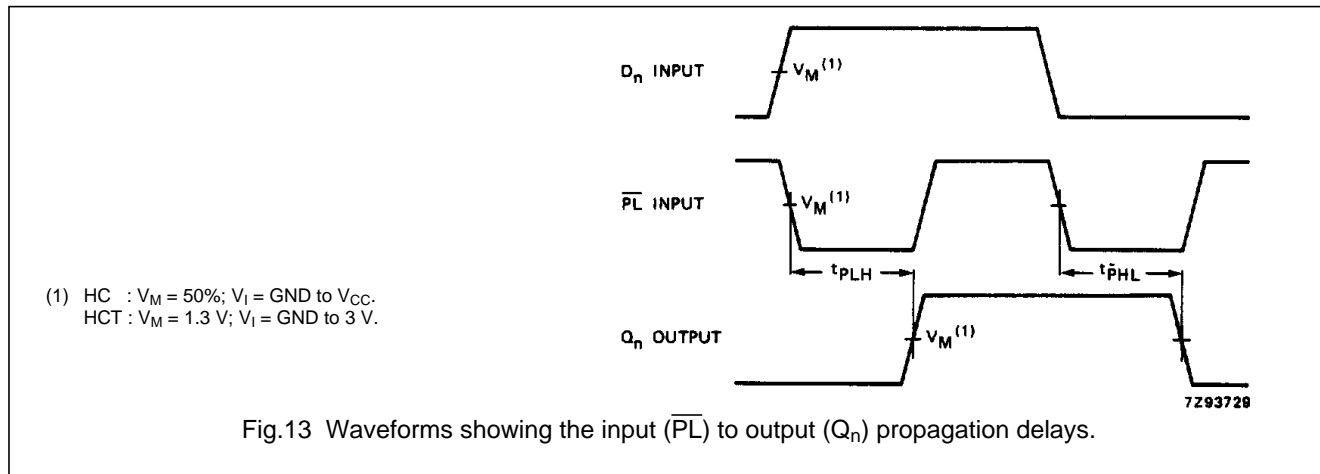 Dn INPUT
VM(1)
PL INPUT
VM(1)
tPLH
tPHL
(1) HC : VM = 50%; VI = GND to VCC.
HCT : VM = 1.3 V; VI = GND to 3 V.
Qn OUTPUT
VM(1)
7Z93729
Fig.13 Waveforms showing the input (PL) to output (Qn) propagation delays.